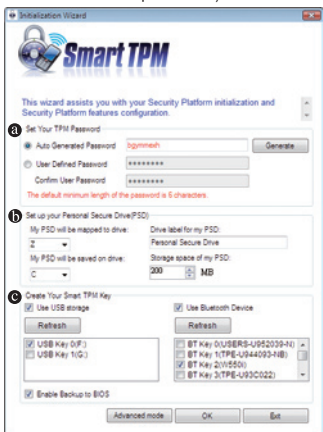 Initialization Wizard
Smart TPM
This wizard assists you with your Security Platform initialization and
Security Platform features configuration.
a Set Your TPM Password
Auto Generated Password bgynmexh Generate
User Defined Password ********
Confirm User Password ********
The default minimum length of the password is 6 characters.
b Set up your Personal Secure Drive(PSD)
My PSD will be mapped to drive: Drive label for my PSD:
Z Personal Secure Drive
My PSD will be saved on drive: Storage space of my PSD:
C 200 MB
c Create Your Smart TPM Key
Use USB storage Use Bluetooth Device
Refresh Refresh
USB Key 0(F:) BT Key 0(USERS-U952039-N)
USB Key 1(G:) BT Key 1(TPE-U944093-NB)
BT Key 2(W550I)
BT Key 3(TPE-U93C022)
Enable Backup to BIOS
Advanced mode OK Exit